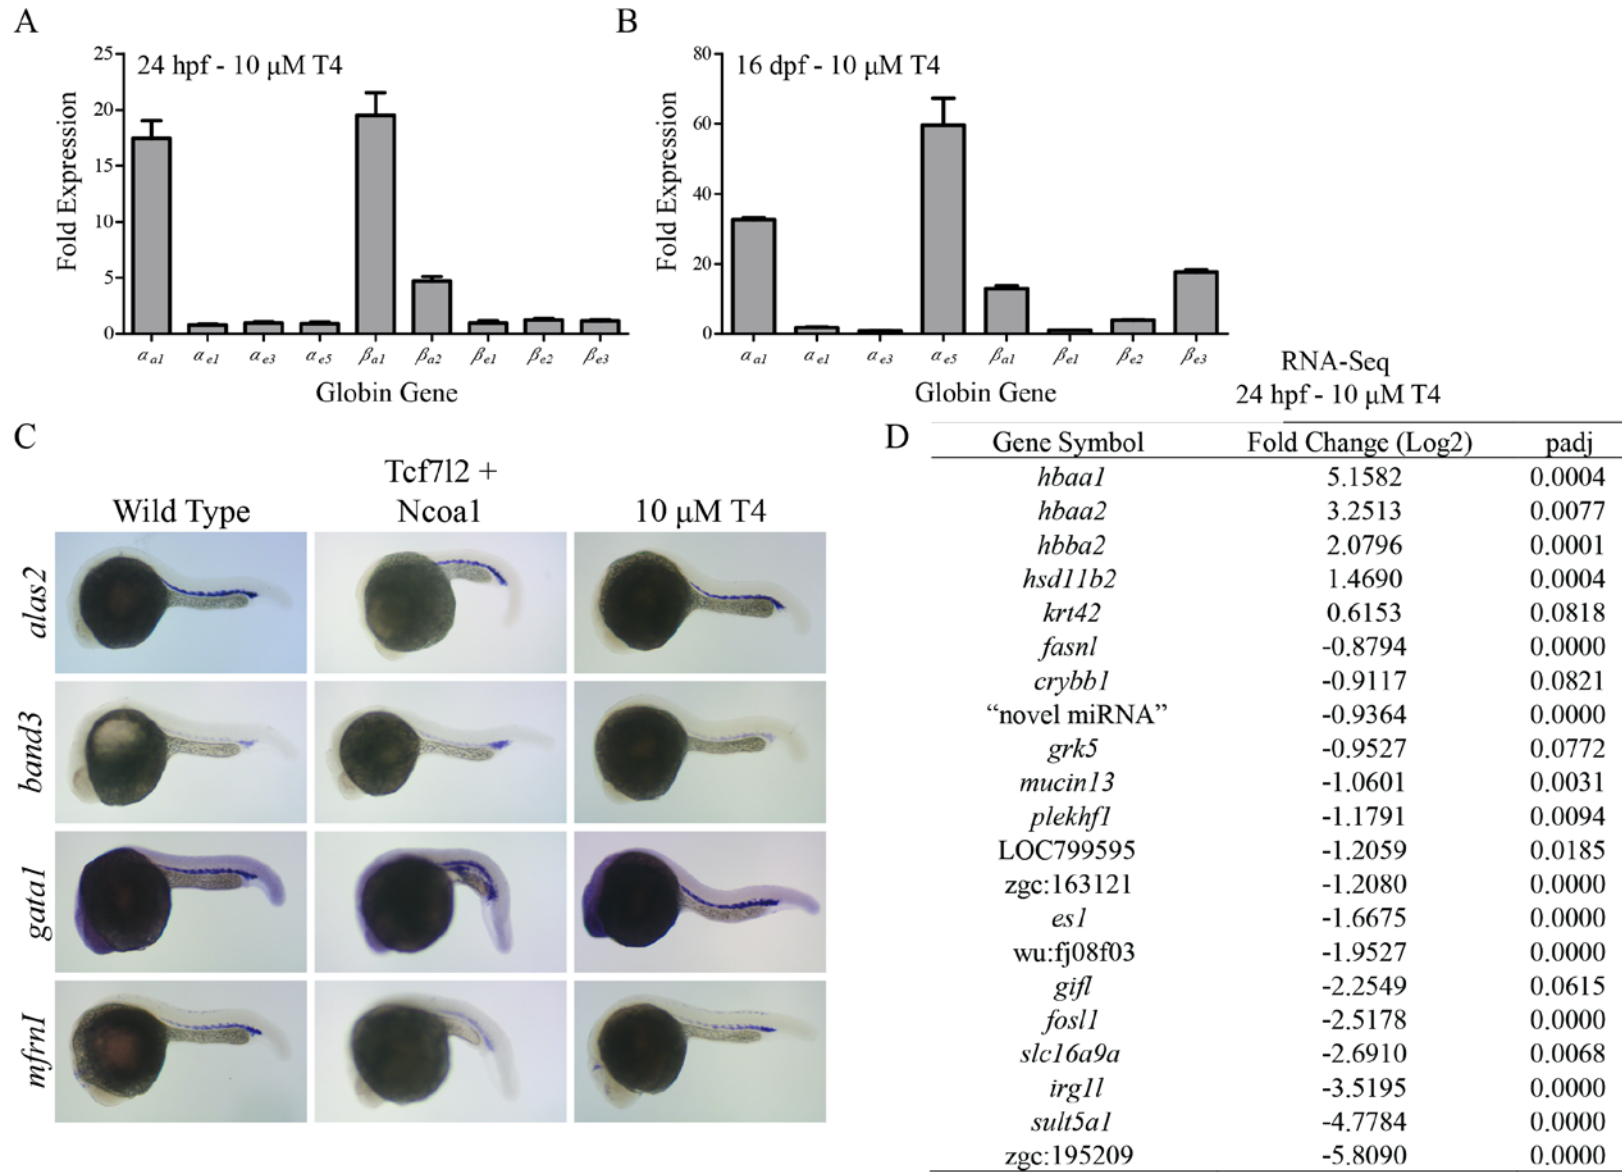 A
24 hpf - 10 μM T4
Fold Expression
25
20
15
10
5
0
αa1 αe1 αe3 αe5 βa1 βa2 βe1 βe2 βe3
Globin Gene
B
16 dpf - 10 μM T4
Fold Expression
80
60
40
20
0
αa1 αe1 αe3 αe5 βa1 βe1 βe2 βe3
Globin Gene
C
Wild Type Tcf7l2 + Ncoa1 10 μM T4
alas2
band3
gata1
mfrn1
D
RNA-Seq
24 hpf - 10 μM T4
Gene Symbol Fold Change (Log2) padj
hbaa1 5.1582 0.0004
hbaa2 3.2513 0.0077
hbba2 2.0796 0.0001
hsd11b2 1.4690 0.0004
krt42 0.6153 0.0818
fasnl -0.8794 0.0000
crybb1 -0.9117 0.0821
“novel miRNA” -0.9364 0.0000
grk5 -0.9527 0.0772
mucin13 -1.0601 0.0031
plekhf1 -1.1791 0.0094
LOC799595 -1.2059 0.0185
zgc:163121 -1.2080 0.0000
es1 -1.6675 0.0000
wu:fj08f03 -1.9527 0.0000
gifl -2.2549 0.0615
fosl1 -2.5178 0.0000
slc16a9a -2.6910 0.0068
irg1l -3.5195 0.0000
sult5a1 -4.7784 0.0000
zgc:195209 -5.8090 0.0000